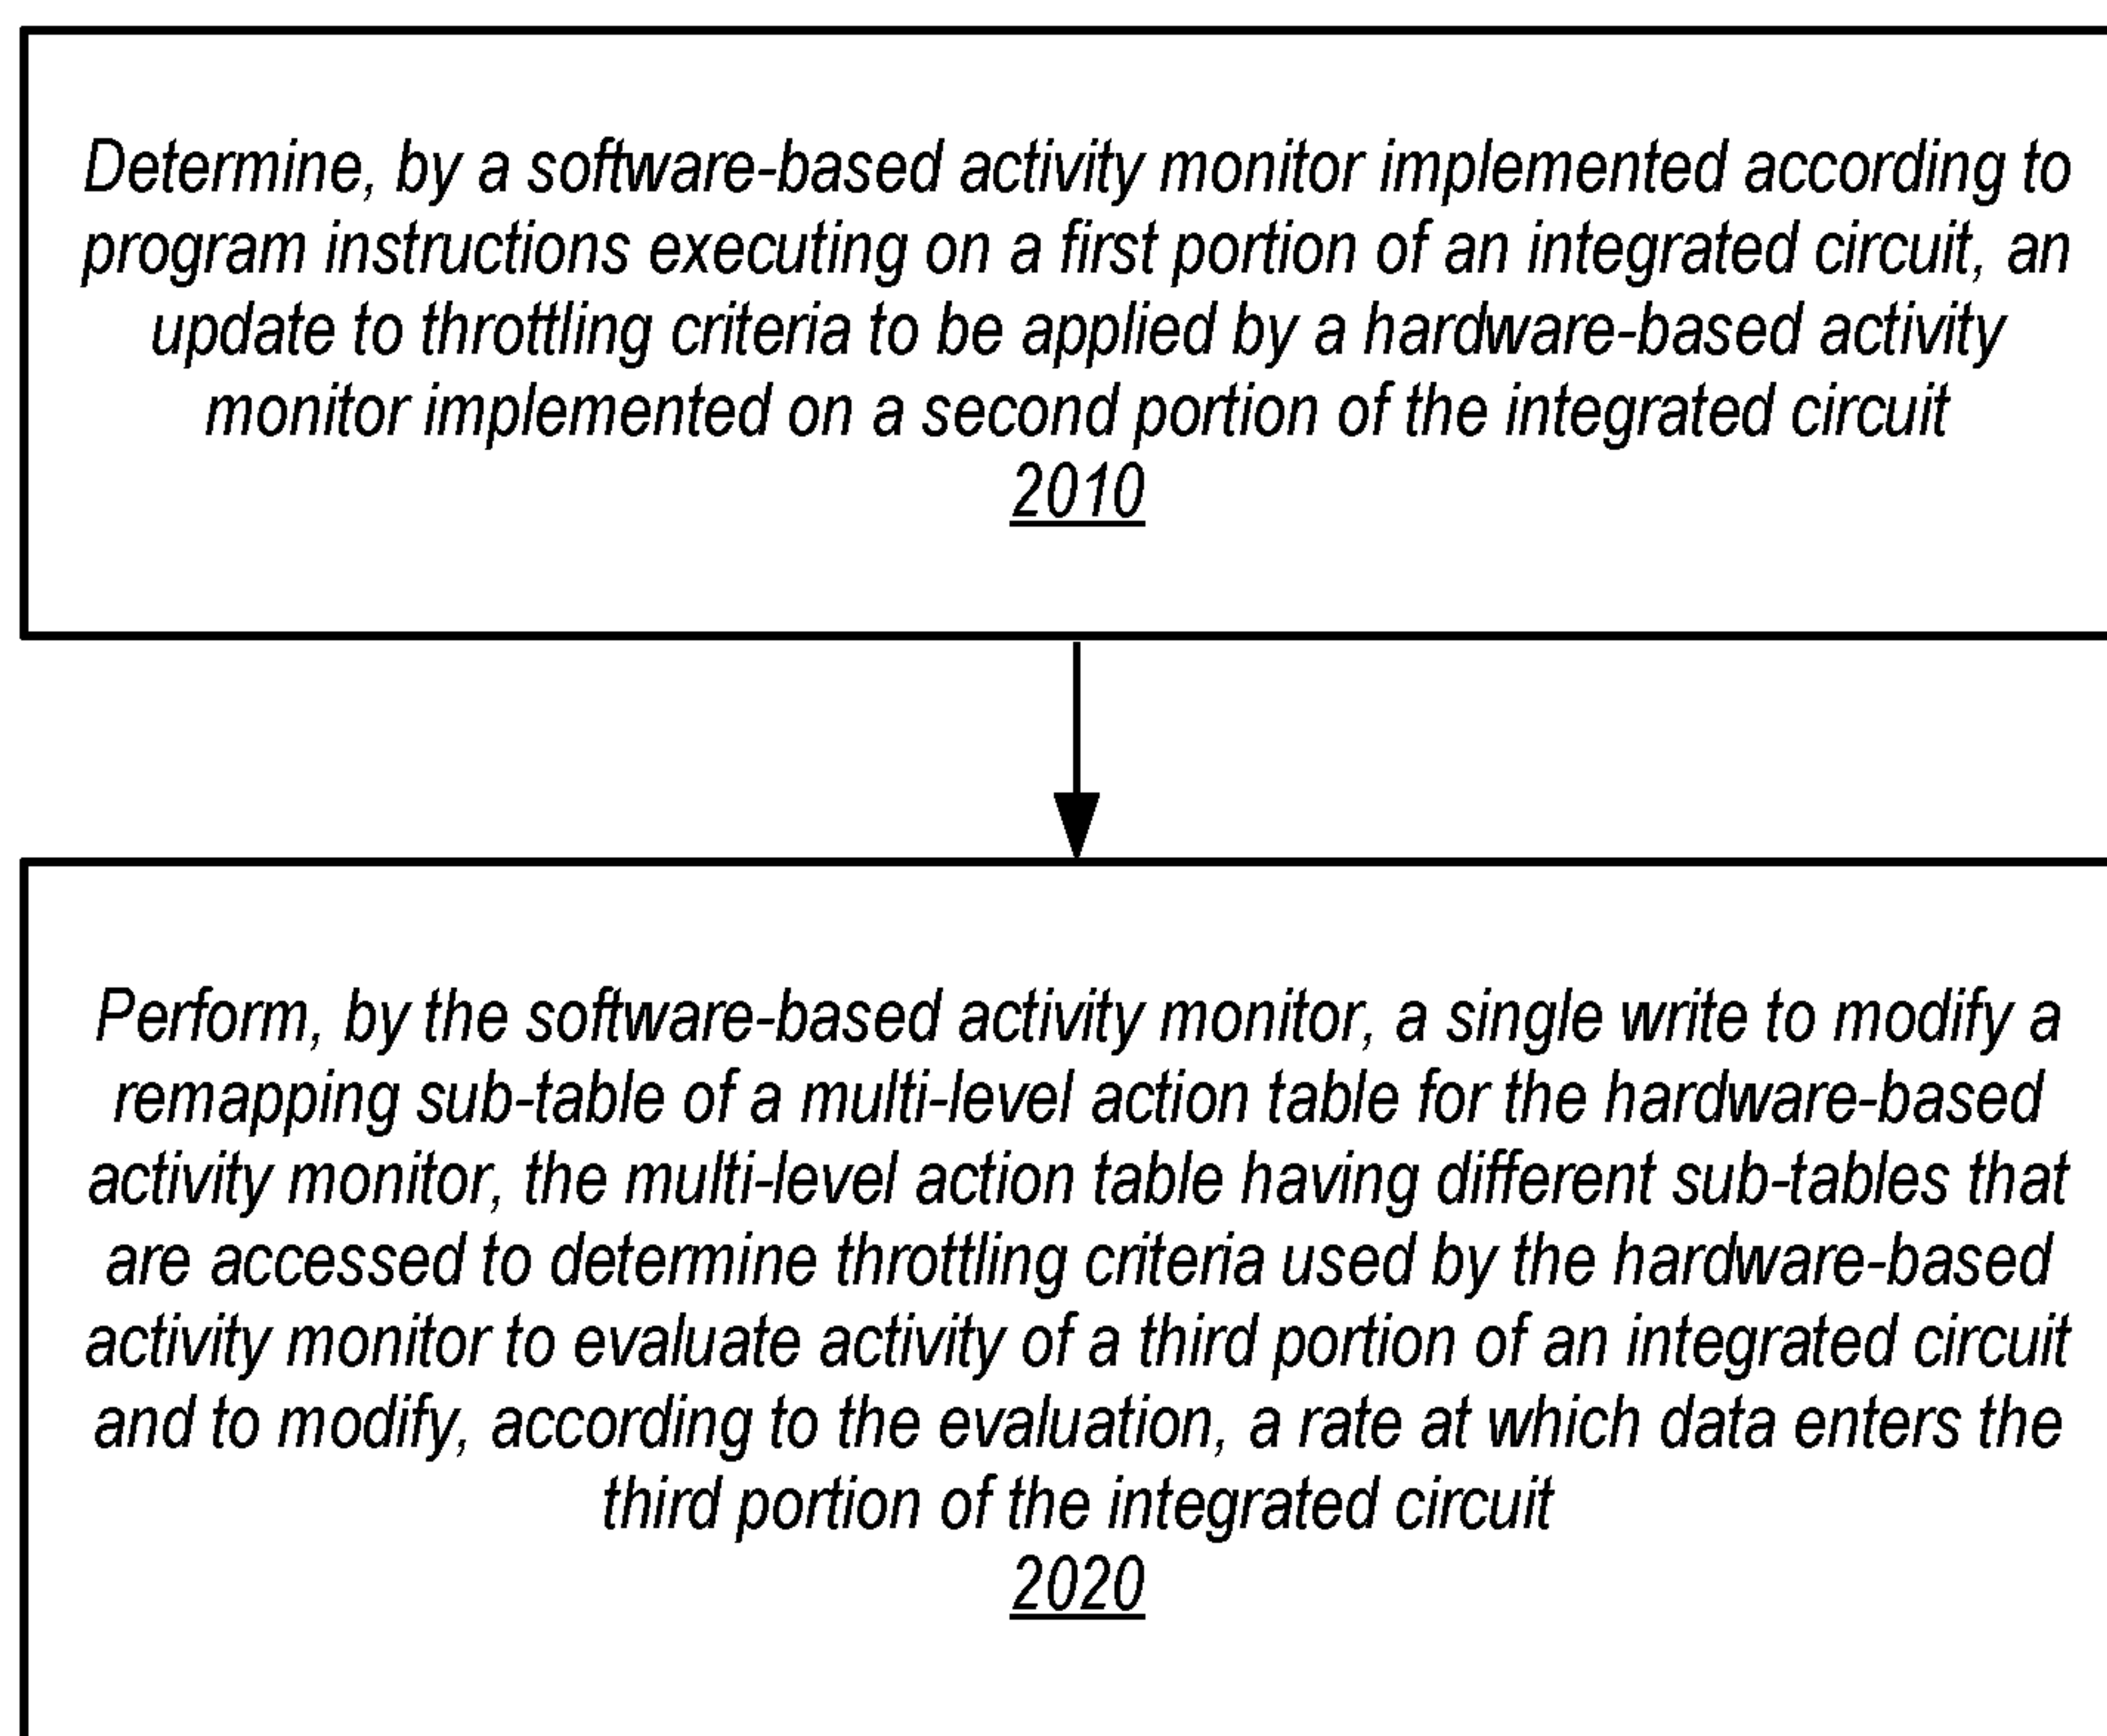 Determine, by a software-based activity monitor implemented according to
program instructions executing on a first portion of an integrated circuit, an
update to throttling criteria to be applied by a hardware-based activity
monitor implemented on a second portion of the integrated circuit
2010
Perform, by the software-based activity monitor, a single write to modify a
remapping sub-table of a multi-level action table for the hardware-based
activity monitor, the multi-level action table having different sub-tables that
are accessed to determine throttling criteria used by the hardware-based
activity monitor to evaluate activity of a third portion of an integrated circuit
and to modify, according to the evaluation, a rate at which data enters the
third portion of the integrated circuit
2020